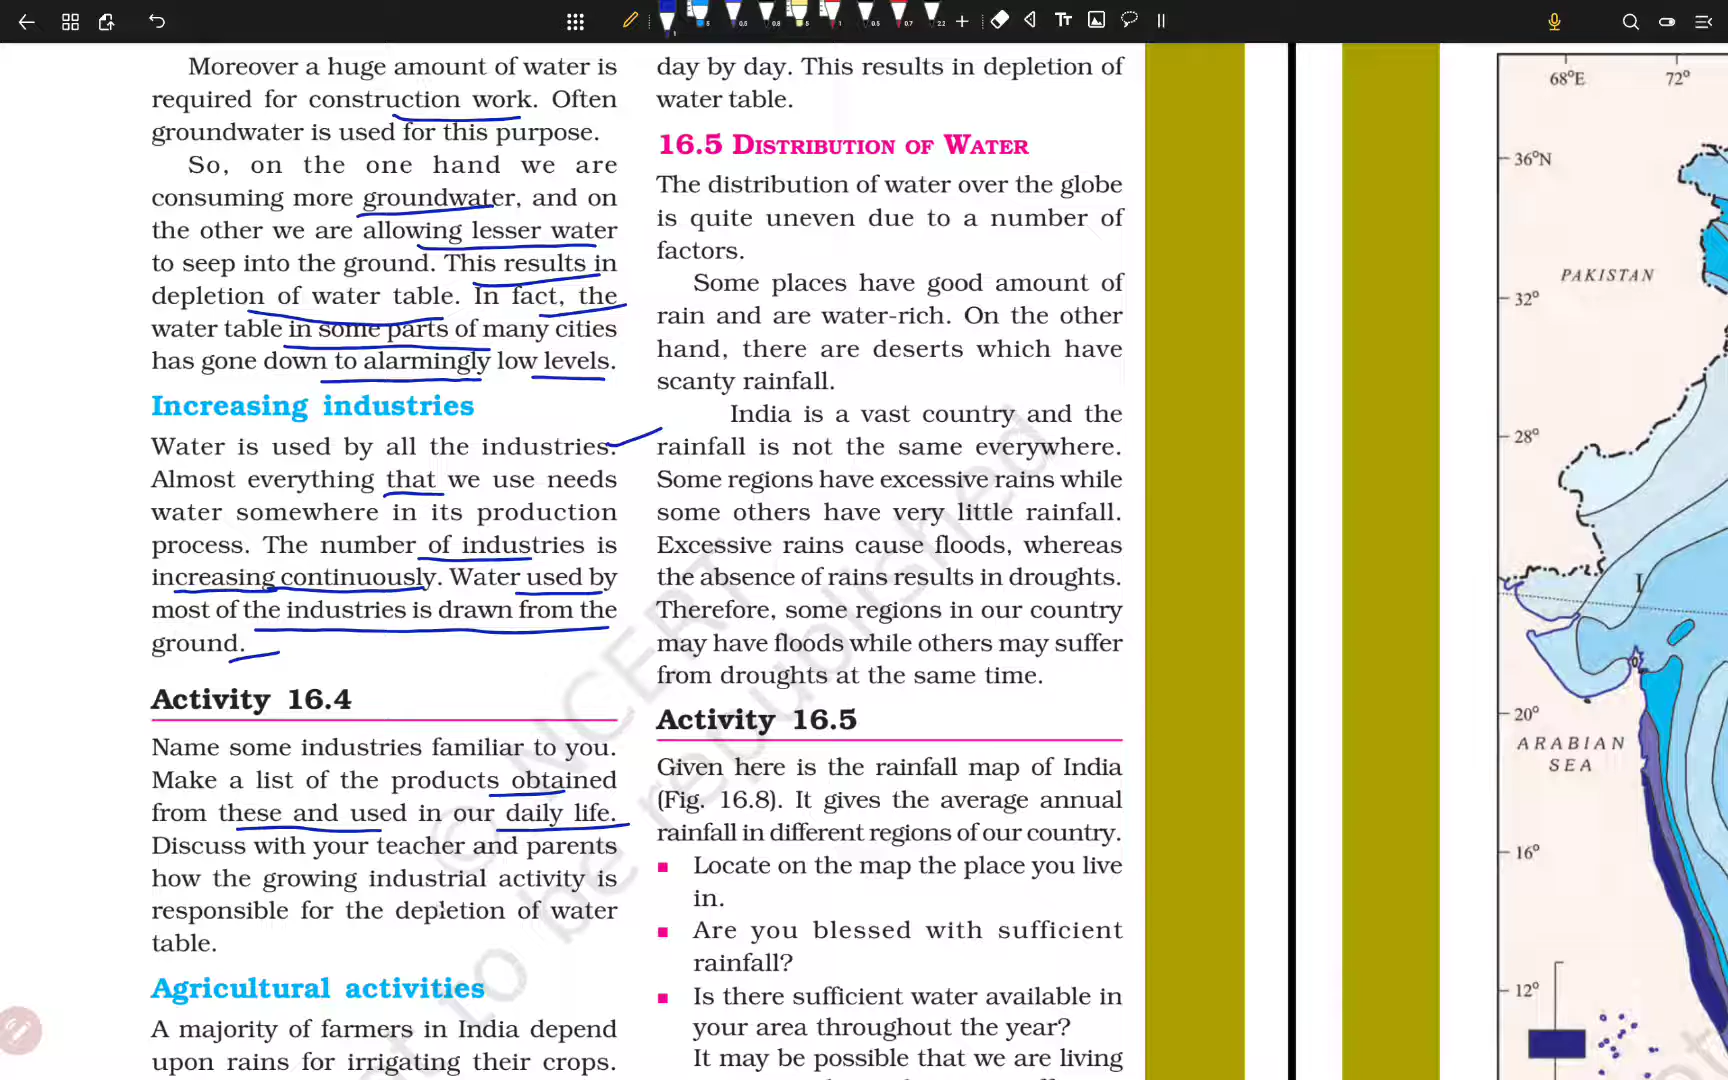 Moreover a huge amount of water is
required for construction work. Often
groundwater is used for this purpose.
So, on the one hand we are
consuming more groundwater, and on
the other we are allowing lesser water
to seep into the ground. This results in
depletion of water table. In fact, the
water table in some parts of many cities
has gone down to alarmingly low levels.
Increasing industries
Water is used by all the industries.
Almost everything that we use needs
water somewhere in its production
process. The number of industries is
increasing continuously. Water used by
most of the industries is drawn from the
ground.
Activity 16.4
Name some industries familiar to you.
Make a list of the products obtained
from these and used in our daily life.
Discuss with your teacher and parents
how the growing industrial activity is
responsible for the depletion of water
table.
Agricultural activities
A majority of farmers in India depend
upon rains for irrigating their crops.
day by day. This results in depletion of
water table.
16.5 DISTRIBUTION OF WATER
The distribution of water over the globe
is quite uneven due to a number of
factors.
Some places have good amount of
rain and are water-rich. On the other
hand, there are deserts which have
scanty rainfall.
India is a vast country and the
rainfall is not the same everywhere.
Some regions have excessive rains while
some others have very little rainfall.
Excessive rains cause floods, whereas
the absence of rains results in droughts.
Therefore, some regions in our country
may have floods while others may suffer
from droughts at the same time.
Activity 16.5
Given here is the rainfall map of India
(Fig. 16.8). It gives the average annual
rainfall in different regions of our country.
Locate on the map the place you live
in.
Are you blessed with sufficient
rainfall?
Is there sufficient water available in
your area throughout the year?
It may be possible that we are living
© NCERT
not to be republished
68°E 72°
36°N
PAKISTAN
32°
28°
I
20°
ARABIAN
SEA
16°
12°